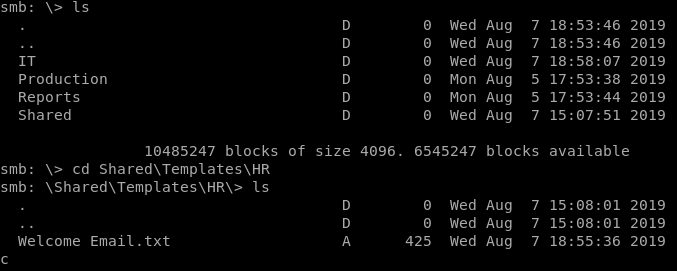 smb: \> ls
  .                                   D        0  Wed Aug  7 18:53:46 2019
  ..                                  D        0  Wed Aug  7 18:53:46 2019
  IT                                  D        0  Wed Aug  7 18:58:07 2019
  Production                          D        0  Mon Aug  5 17:53:38 2019
  Reports                             D        0  Mon Aug  5 17:53:44 2019
  Shared                              D        0  Wed Aug  7 15:07:51 2019
                10485247 blocks of size 4096. 6545247 blocks available
smb: \> cd Shared\Templates\HR
smb: \Shared\Templates\HR\> ls
  .                                   D        0  Wed Aug  7 15:08:01 2019
  ..                                  D        0  Wed Aug  7 15:08:01 2019
  Welcome Email.txt                   A      425  Wed Aug  7 18:55:36 2019
c